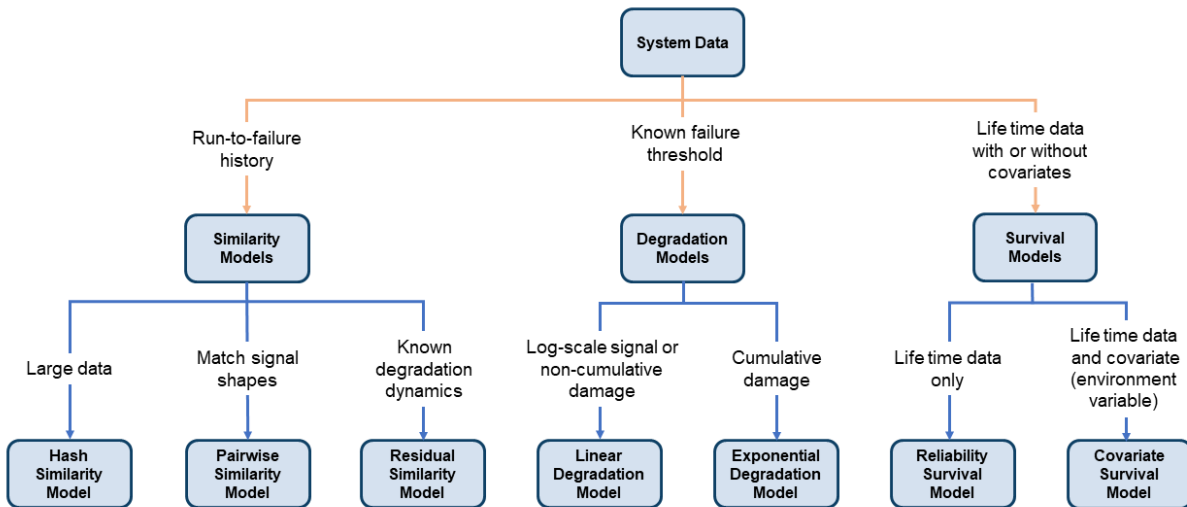 System Data
Run-to-failure
history
Known failure
threshold
Life time data
with or without
covariates
Similarity
Models
Degradation
Models
Survival
Models
Large data
Match signal
shapes
Known
degradation
dynamics
Log-scale signal or
non-cumulative
damage
Cumulative
damage
Life time data
only
Life time data
and covariate
(environment
variable)
Hash
Similarity
Model
Pairwise
Similarity
Model
Residual
Similarity
Model
Linear
Degradation
Model
Exponential
Degradation
Model
Reliability
Survival
Model
Covariate
Survival
Model